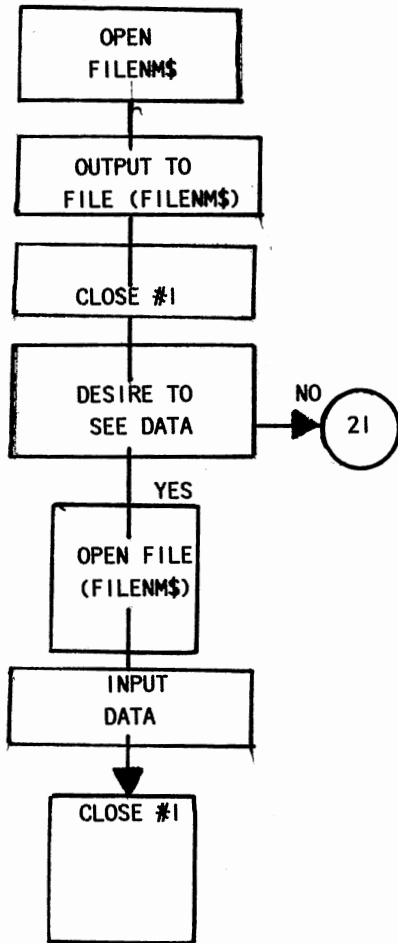 OPEN
FILENM$
OUTPUT TO
FILE (FILENM$)
CLOSE #1
DESIRE TO
SEE DATA
NO
21
YES
OPEN FILE
(FILENM$)
INPUT
DATA
CLOSE #1